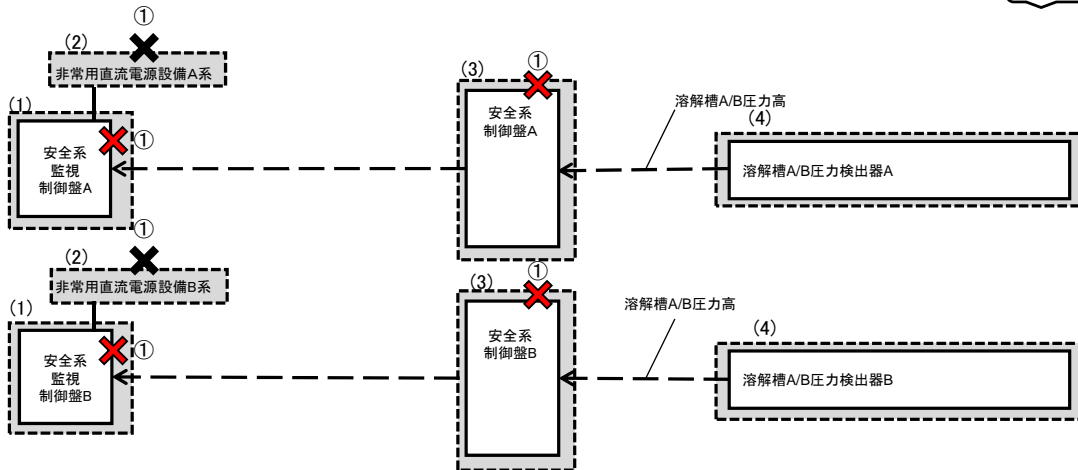 ①
(2)
非常用直流電源設備A系
(1)
①
安全系
監視
制御盤A
(3)
①
安全系
制御盤A
溶解槽A/B圧力高
(4)
溶解槽A/B圧力検出器A
①
(2)
非常用直流電源設備B系
(1)
①
安全系
監視
制御盤B
(3)
①
安全系
制御盤B
溶解槽A/B圧力高
(4)
溶解槽A/B圧力検出器B